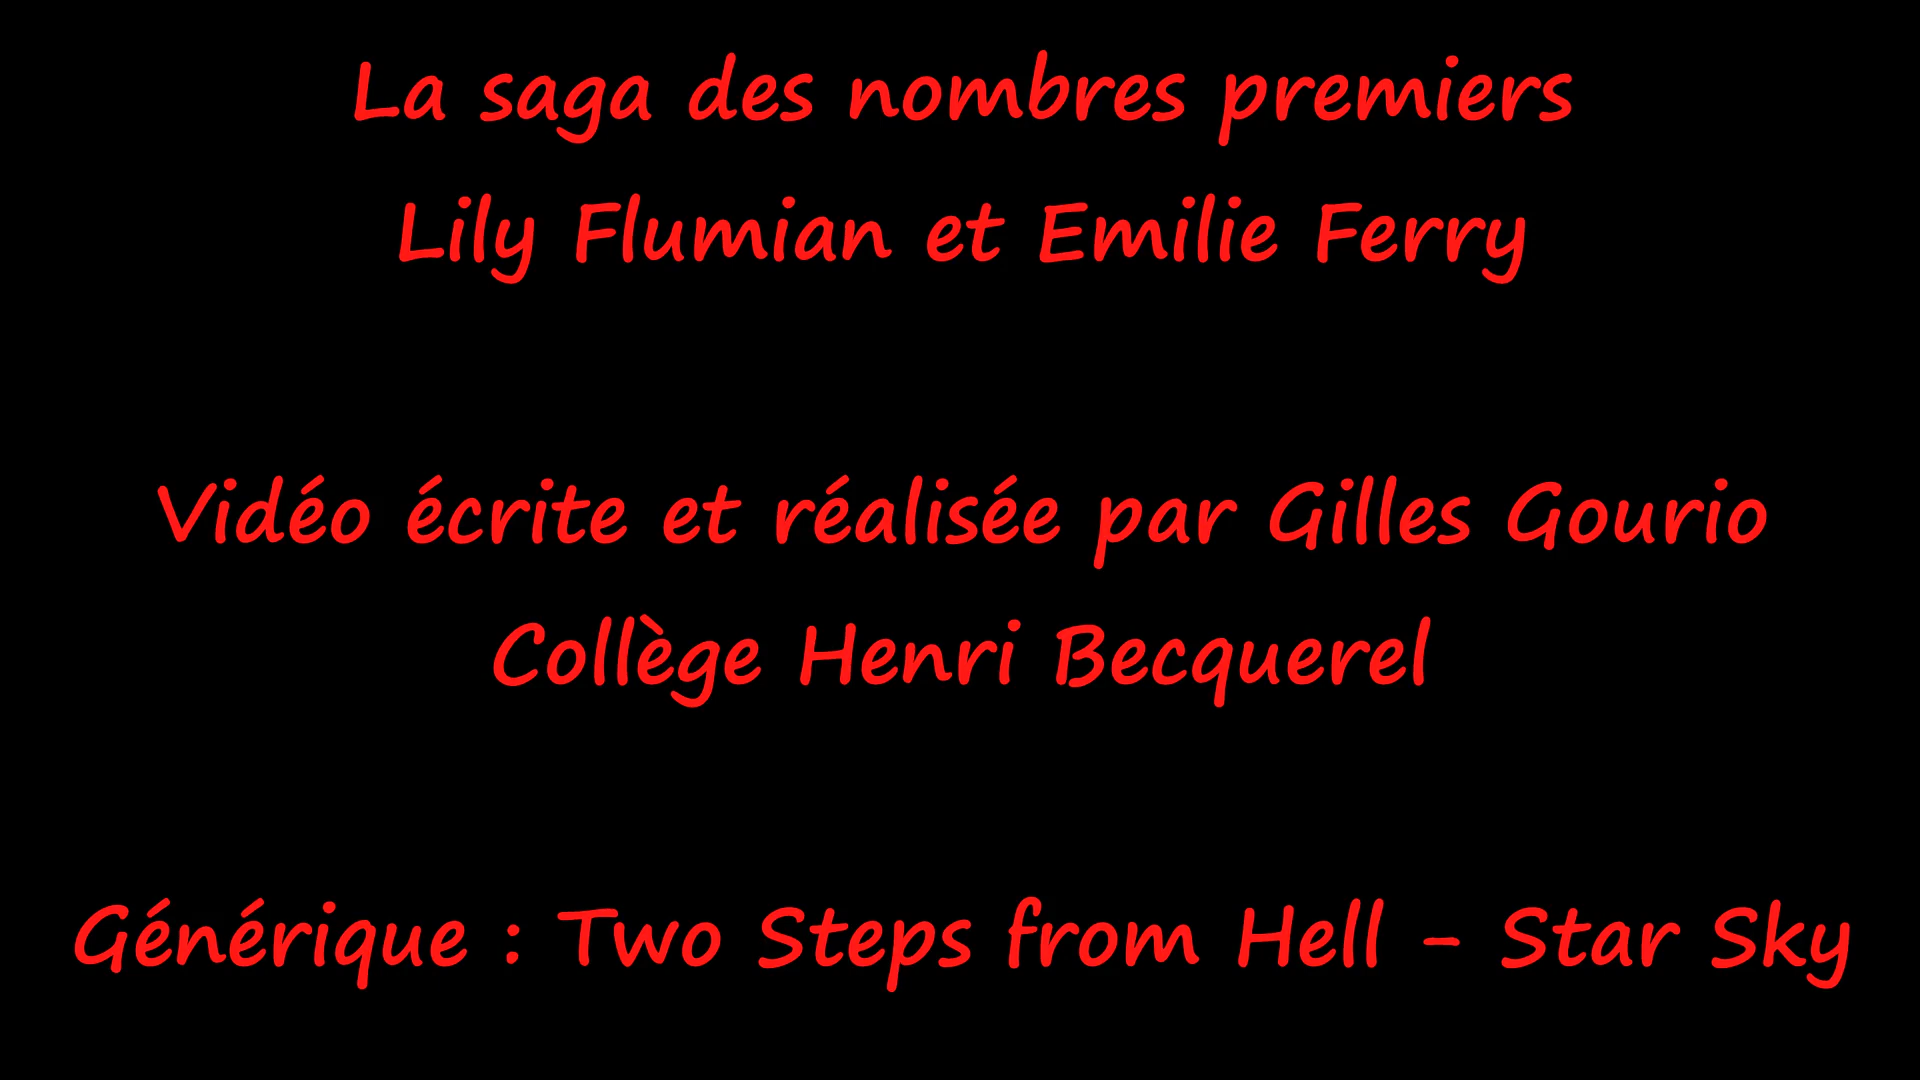 La saga des nombres premiers
Lily Flumian et Emilie Ferry
Vidéo écrite et réalisée par Gilles Gourio
Collège Henri Becquerel
Générique : Two Steps from Hell - Star Sky